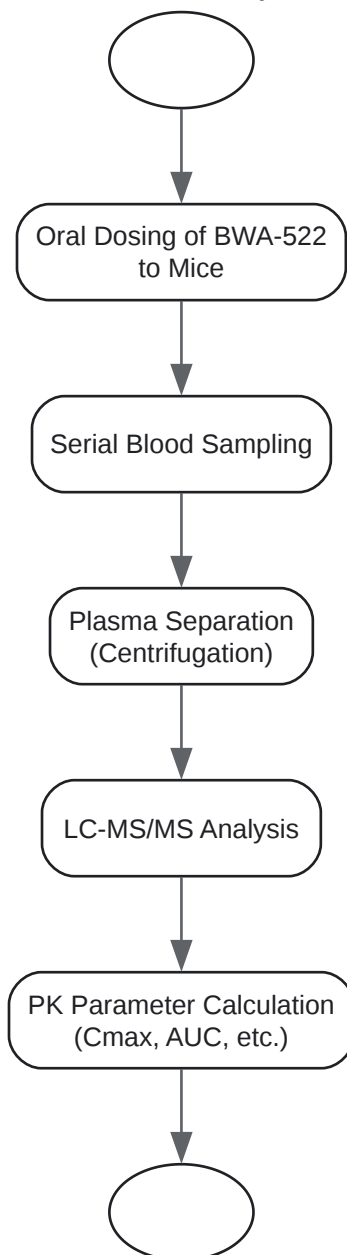 Oral Dosing of BWA-522
to Mice
Serial Blood Sampling
Plasma Separation
(Centrifugation)
LC-MS/MS Analysis
PK Parameter Calculation
(Cmax, AUC, etc.)